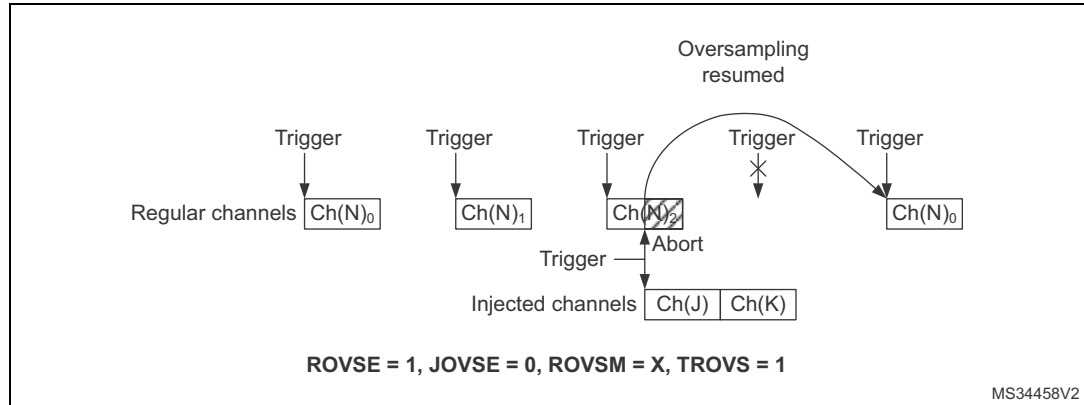 Oversampling
resumed
Trigger Trigger Trigger Trigger Trigger
Regular channels Ch(N)₀ Ch(N)₁ Ch(N)₂ Ch(N)₀
Abort
Trigger
Injected channels Ch(J) Ch(K)
ROVSE = 1, JOVSE = 0, ROVSM = X, TROVS = 1
MS34458V2